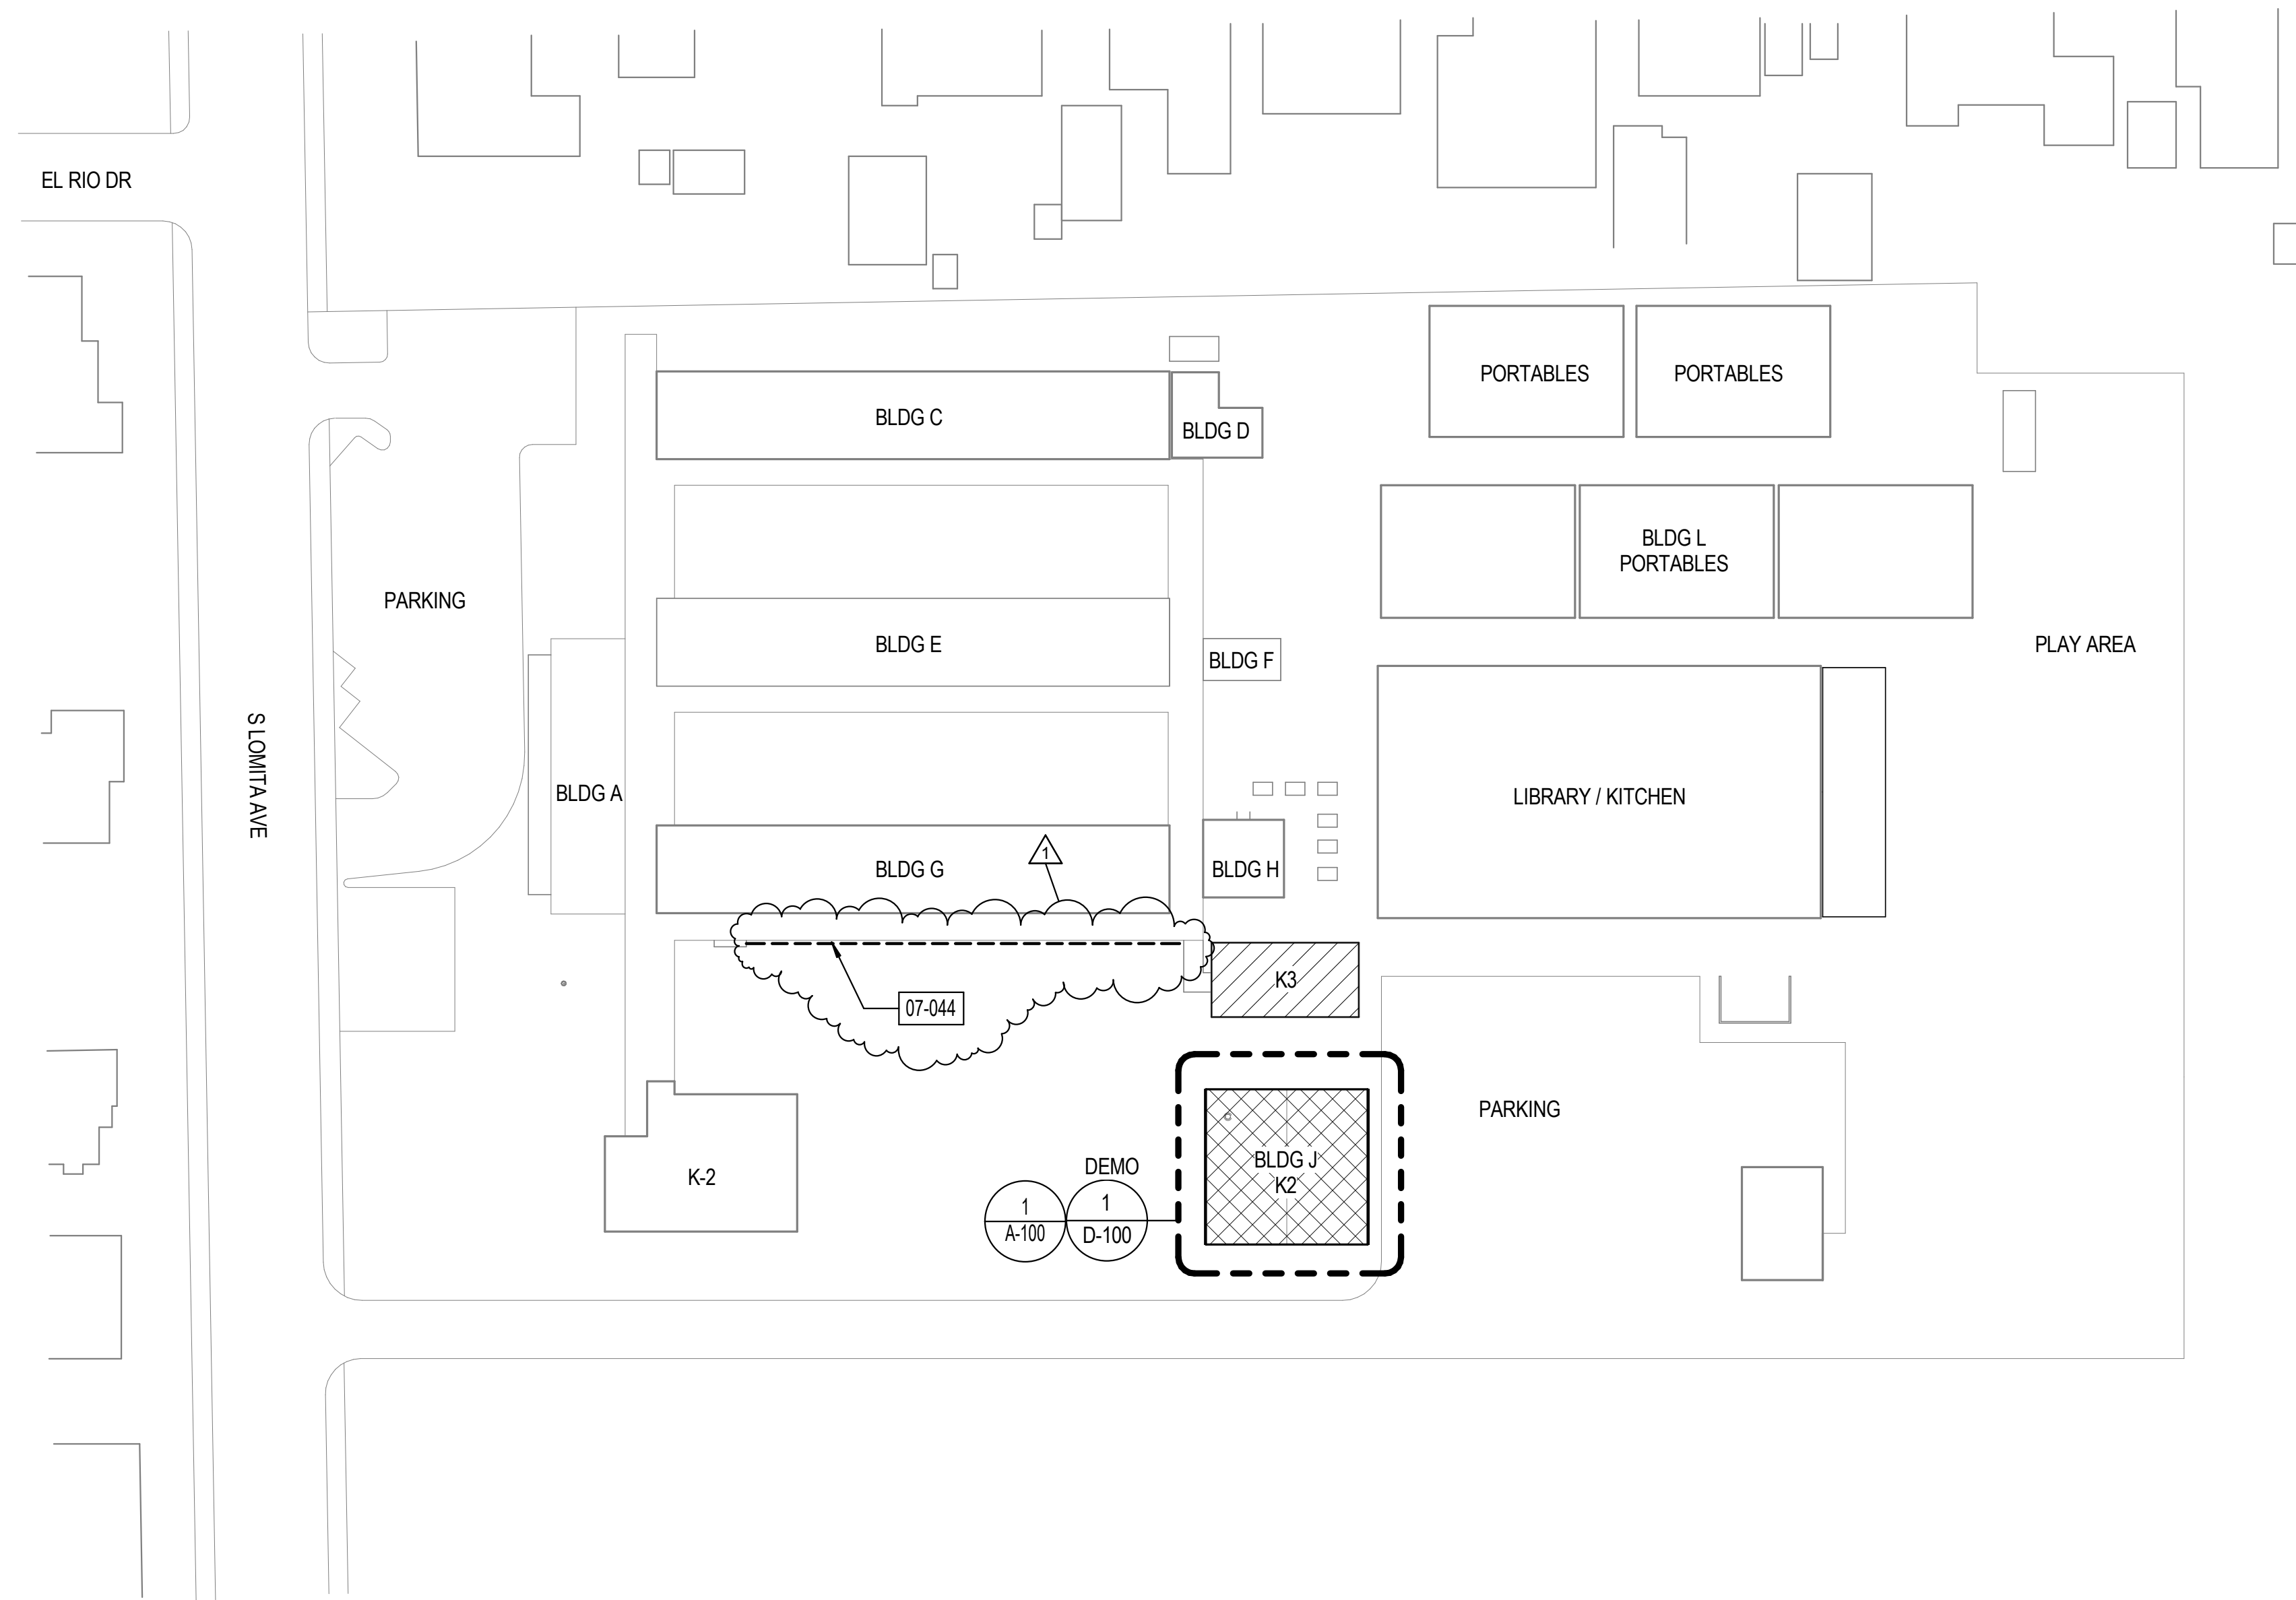 EL RIO DR
PORTABLES
PORTABLES
BLDG C
BLDG D
BLDG L
PORTABLES
PARKING
BLDG E
BLDG F
PLAY AREA
S LOMITA AVE
BLDG A
LIBRARY / KITCHEN
1
BLDG G
BLDG H
K3
07-044
PARKING
BLDG J
K2
DEMO
K-2
1
A-100
1
D-100